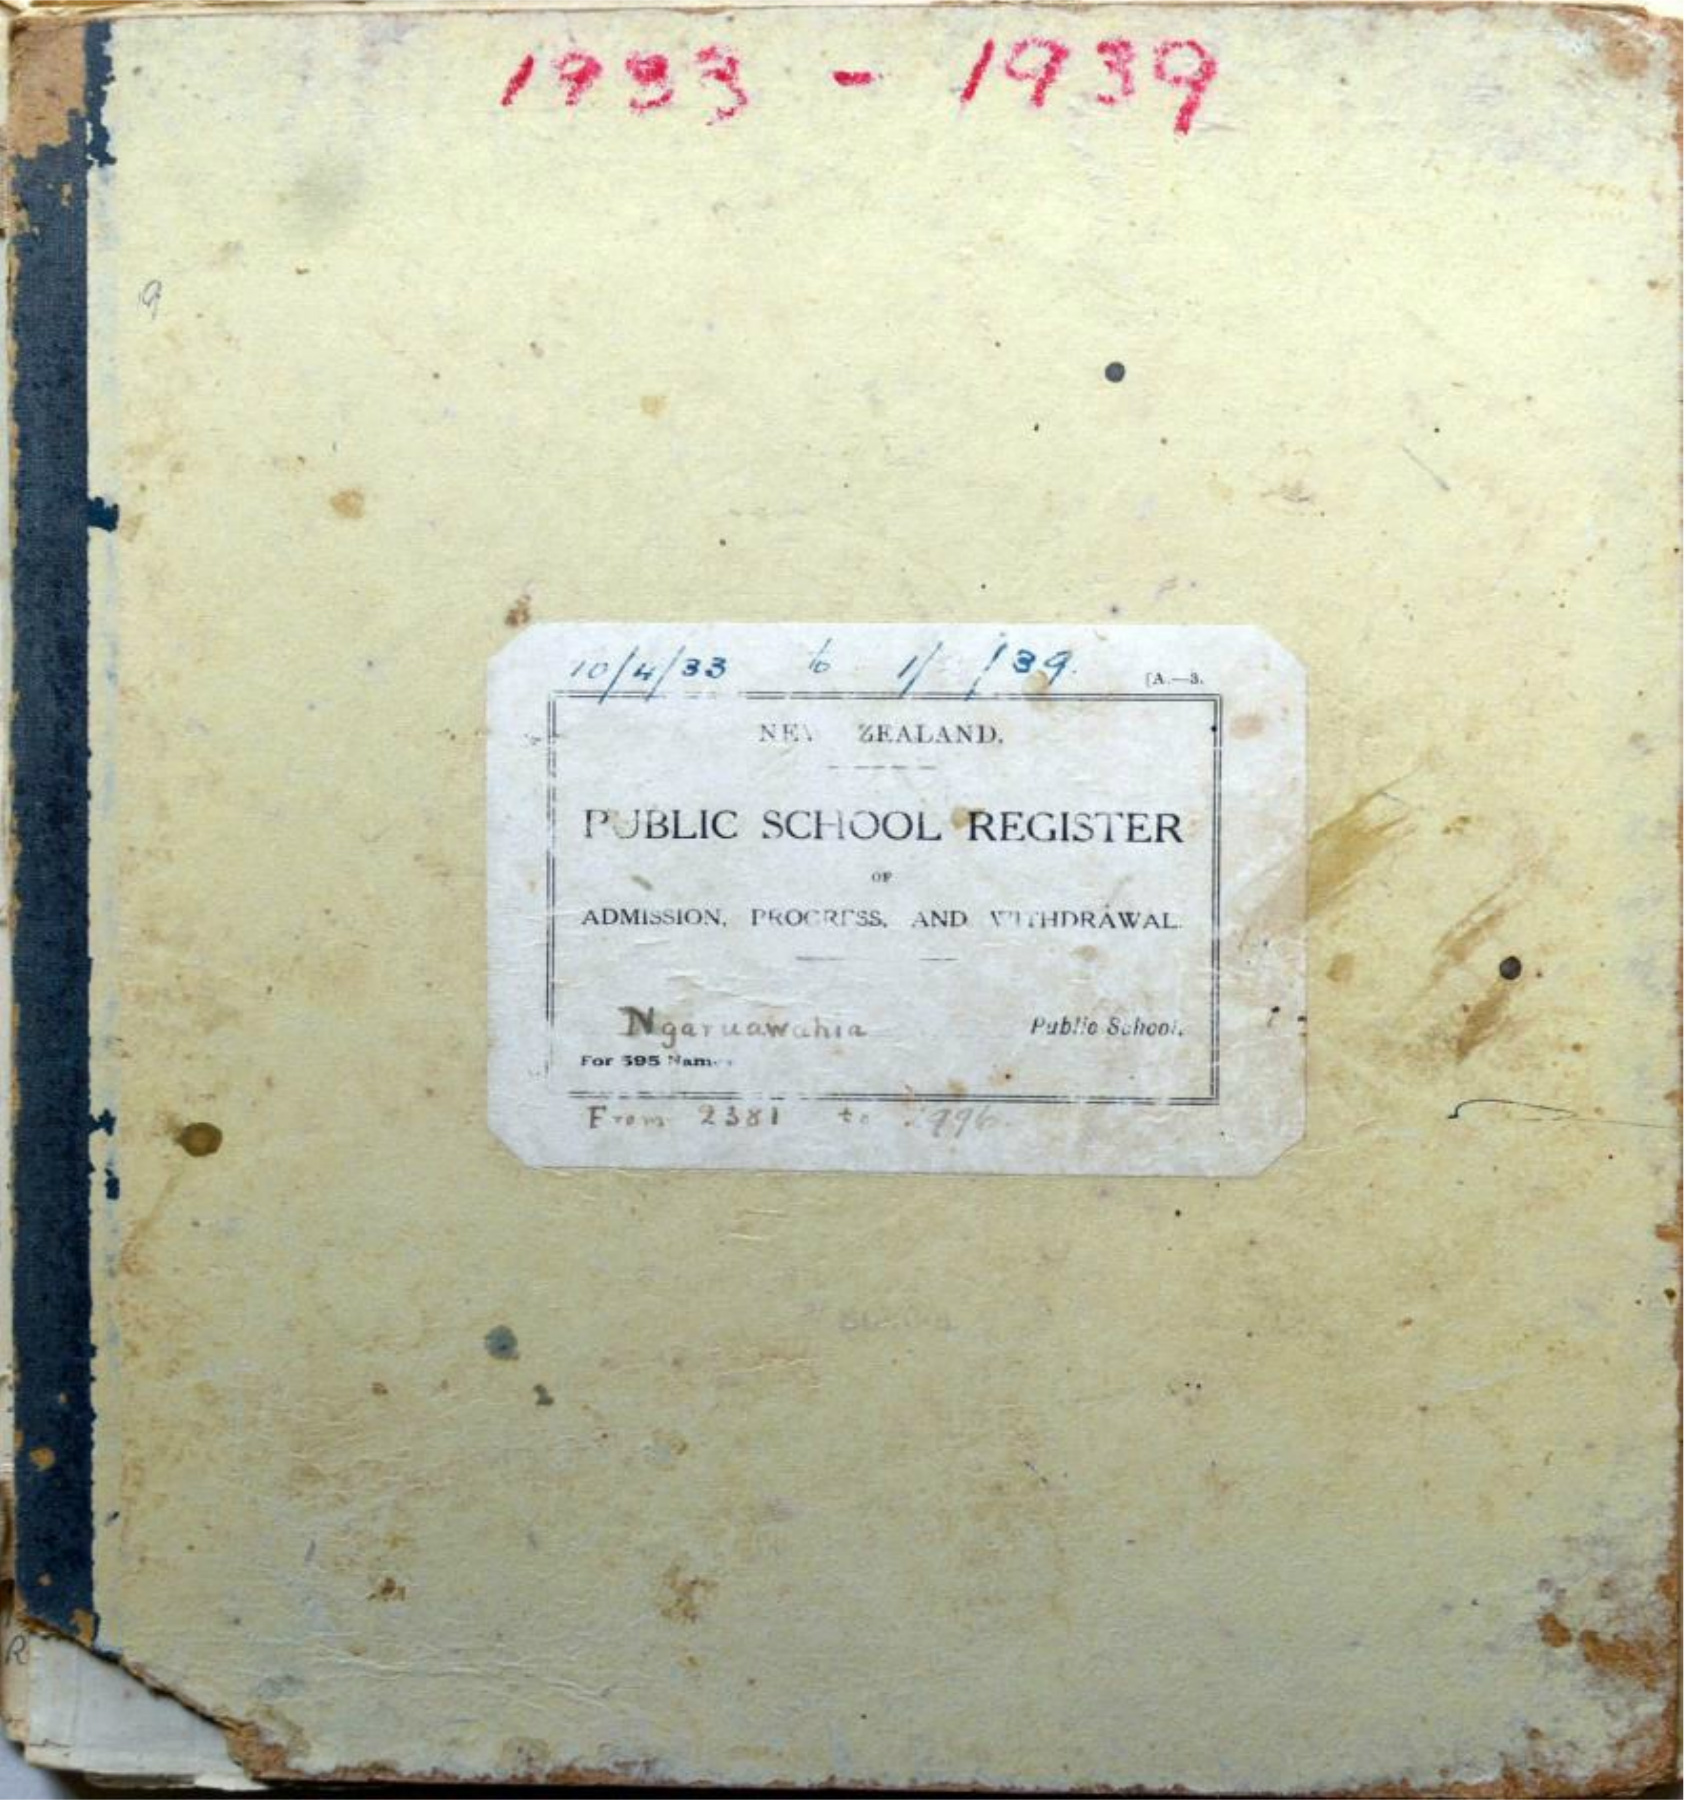 1933 - 1939
9
10/4/33 to 1/ /39.
[A.—3.
NEW ZEALAND.
PUBLIC SCHOOL REGISTER
OF
ADMISSION, PROGRESS, AND WITHDRAWAL.
Ngaruawahia Public School.
For 595 Names
From 2381 to
R